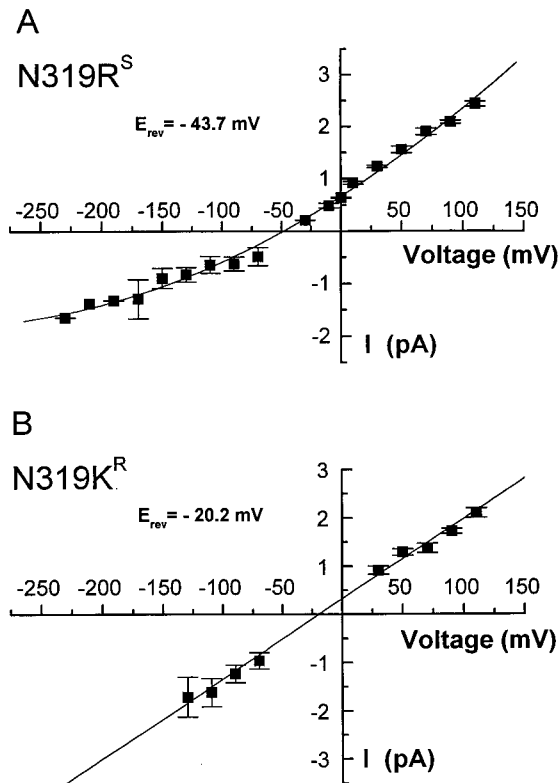 A
N319R^S
E_rev = - 43.7 mV
3
2
1
-250 -200 -150 -100 -50 50 100 150
Voltage (mV)
-1
-2
I (pA)
B
N319K^R
E_rev = - 20.2 mV
3
2
1
-250 -200 -150 -100 -50 50 100 150
Voltage (mV)
-1
-2
-3
I (pA)